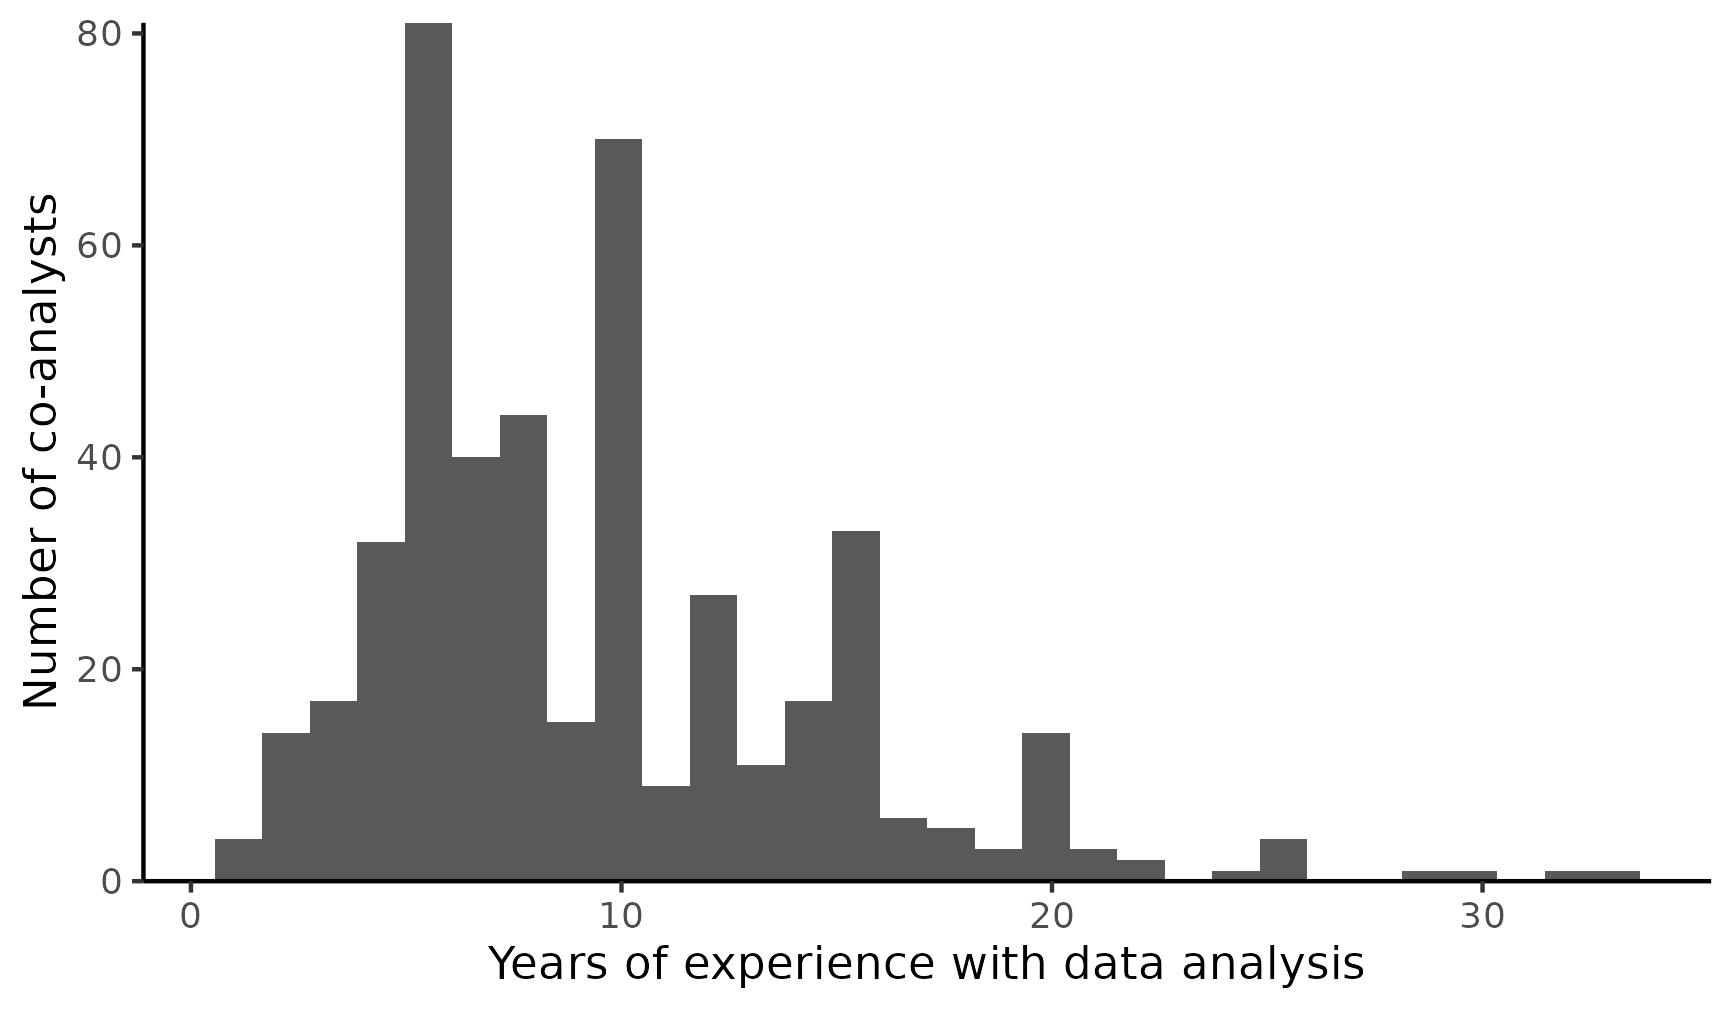 80
60
40
20
0
Number of co-analysts
0 10 20 30
Years of experience with data analysis